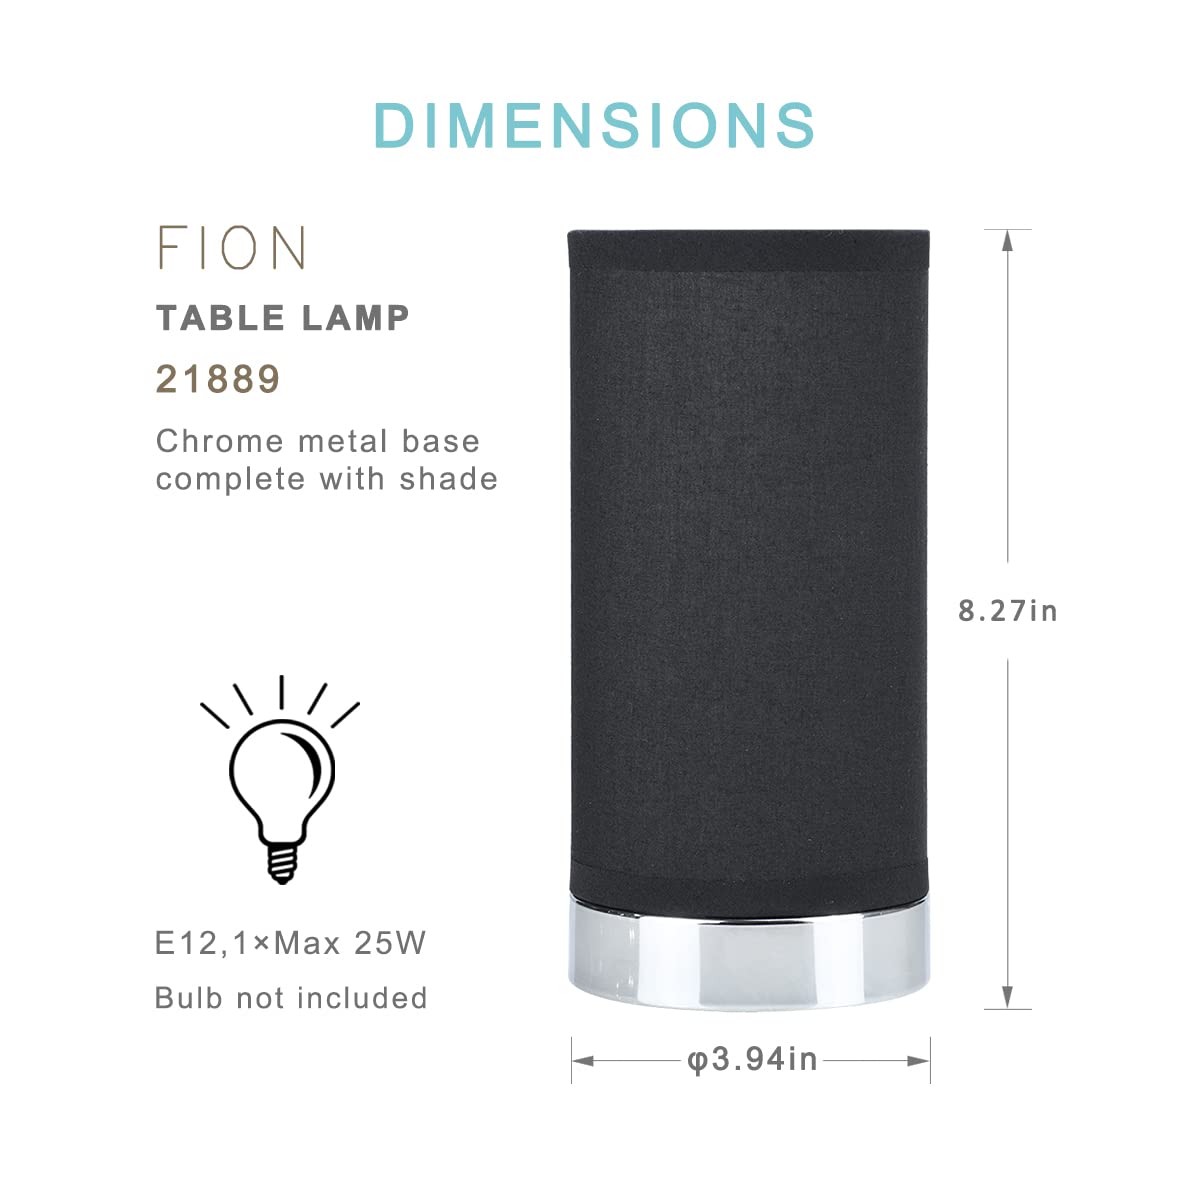 DIMENSIONS
FION
TABLE LAMP
21889
Chrome metal base
complete with shade
8.27in
E12,1×Max 25W
Bulb not included
φ3.94in